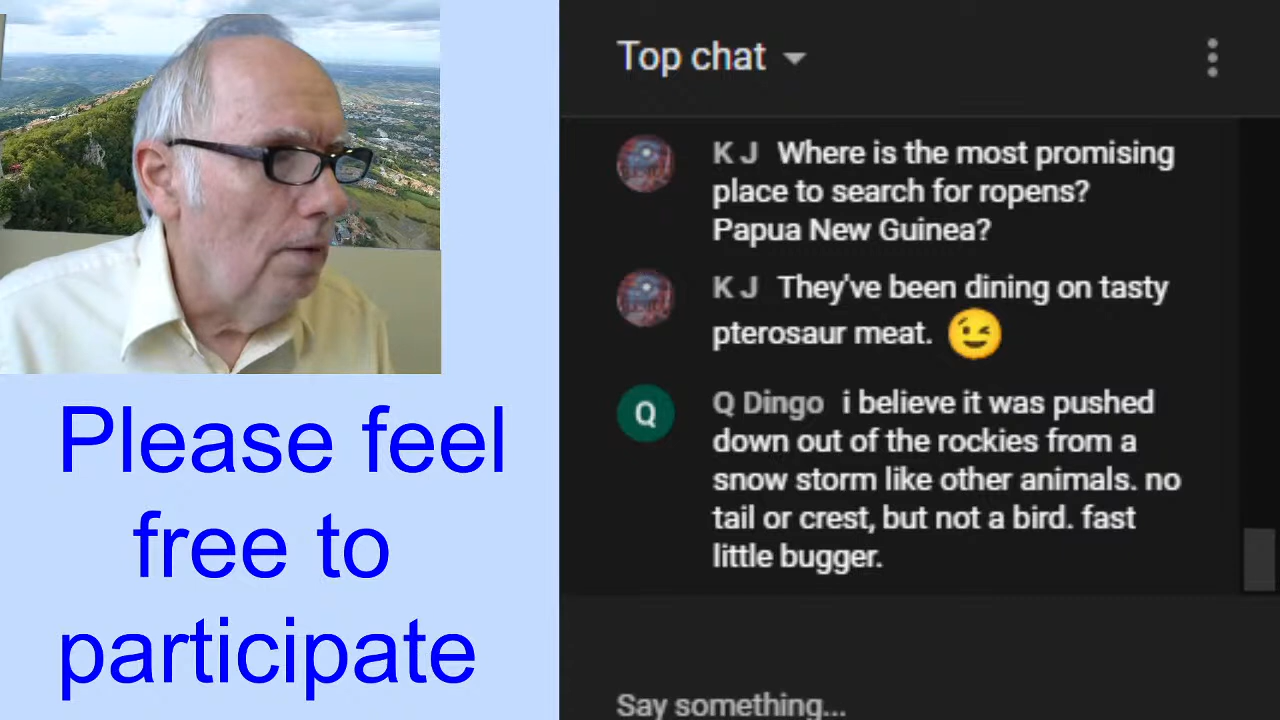 Please feel
free to
participate
Top chat
K J Where is the most promising
place to search for ropens?
Papua New Guinea?
K J They've been dining on tasty
pterosaur meat. 😉
Q
Q Dingo i believe it was pushed
down out of the rockies from a
snow storm like other animals. no
tail or crest, but not a bird. fast
little bugger.
Say something...